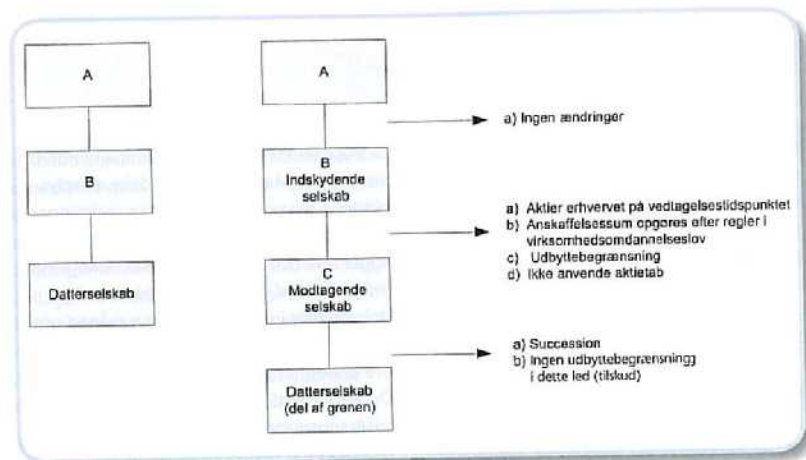 A
B
Datterselskab
A
B
Indskydende
selskab
C
Modtagende
selskab
Datterselskab
(del af grenen)
a) Ingen ændringer
a) Aktier erhvervet på vedtagelsestidspunktet
b) Anskaffelsessum opgøres efter regler i
virksomhedsomdannelseslov
c) Udbyttebegrænsning
d) Ikke anvende aktietab
a) Succession
b) Ingen udbyttebegrænsning
i dette led (tilskud)